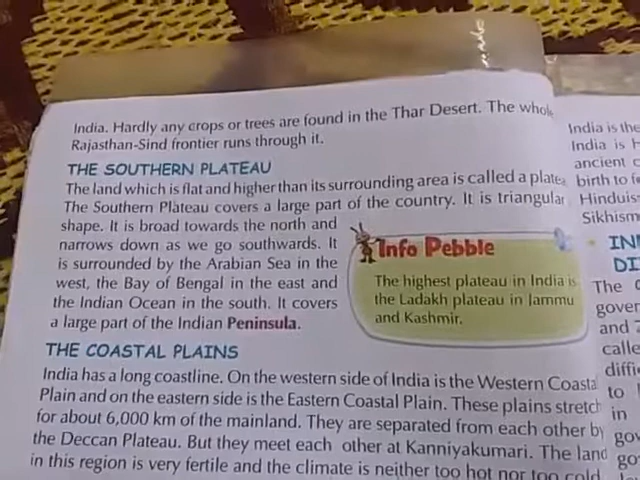 India. Hardly any crops or trees are found in the Thar Desert. The whole
Rajasthan-Sind frontier runs through it.
THE SOUTHERN PLATEAU
The land which is flat and higher than its surrounding area is called a plate
The Southern Plateau covers a large part of the country. It is triangular
shape. It is broad towards the north and
narrows down as we go southwards. It
is surrounded by the Arabian Sea in the
west, the Bay of Bengal in the east and
the Indian Ocean in the south. It covers
a large part of the Indian Peninsula.
Info Pebble
The highest plateau in India is
the Ladakh plateau in Jammu
and Kashmir.
THE COASTAL PLAINS
India has a long coastline. On the western side of India is the Western Coasta
Plain and on the eastern side is the Eastern Coastal Plain. These plains stretch
for about 6,000 km of the mainland. They are separated from each other by
the Deccan Plateau. But they meet each other at Kanniyakumari. The land
in this region is very fertile and the climate is neither too hot nor too cold
India is the
India is
ancient
birth to
Hinduis
Sikhism
IN
DI
The
gover
and
calle
diffi
to
in
gov
go